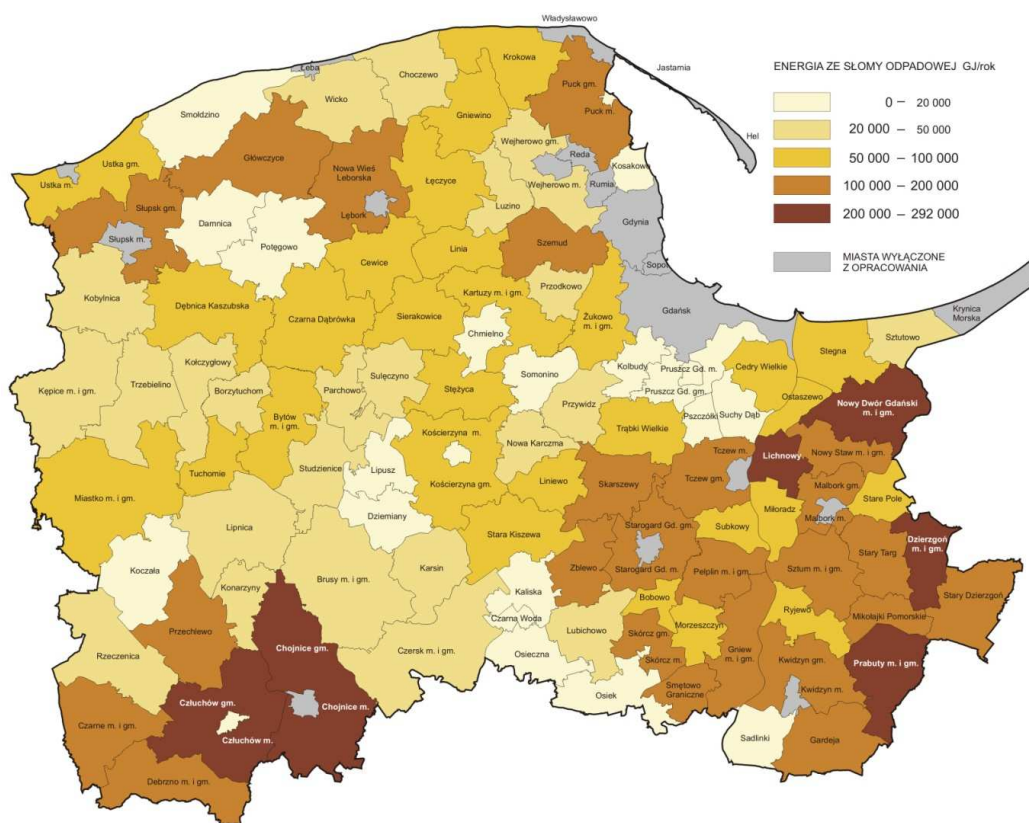 Władysławowo
Jastarnia
Hel
ENERGIA ZE SŁOMY ODPADOWEJ GJ/rok
0 – 20 000
20 000 – 50 000
50 000 – 100 000
100 000 – 200 000
200 000 – 292 000
MIASTA WYŁĄCZONE
Z OPRACOWANIA
Łeba
Wicko
Choczewo
Krokowa
Puck gm.
Puck m.
Smołdzino
Gniewino
Główczyce
Nowa Wieś
Lęborska
Lębork
Łęczyce
Wejherowo gm.
Reda
Kosakowo
Rumia
Wejherowo m.
Luzino
Gdynia
Sopot
Gdańsk
Ustka gm.
Ustka m.
Słupsk gm.
Słupsk m.
Damnica
Potęgowo
Cewice
Linia
Szemud
Kobylnica
Dębnica Kaszubska
Czarna Dąbrówka
Sierakowice
Kartuzy m. i gm.
Przodkowo
Żukowo
m. i gm.
Chmielno
Krynica
Morska
Stegna
Sztutowo
Kępice m. i gm.
Trzebielino
Kołczygłowy
Borzytuchom
Bytów
m. i gm.
Parchowo
Sulęczyno
Stężyca
Somonino
Kolbudy
Pruszcz Gd. m.
Pruszcz Gd. gm.
Cedry Wielkie
Ostaszewo
Nowy Dwór Gdański
m. i gm.
Przywidz
Pszczółki
Suchy Dąb
Trąbki Wielkie
Miastko m. i gm.
Tuchomie
Studzienice
Lipusz
Dziemiany
Kościerzyna m.
Kościerzyna gm.
Nowa Karczma
Liniewo
Skarszewy
Tczew m.
Tczew gm.
Lichnowy
Nowy Staw m. i gm.
Malbork gm.
Malbork m.
Stare Pole
Miłoradz
Subkowy
Lipnica
Stara Kiszewa
Starogard Gd. gm.
Starogard Gd. m.
Zblewo
Pelplin m. i gm.
Sztum m. i gm.
Stary Targ
Dzierzgoń
m. i gm.
Stary Dzierzgoń
Koczała
Konarzyny
Brusy m. i gm.
Karsin
Kaliska
Czarna Woda
Osieczna
Lubichowo
Bobowo
Morzeszczyn
Ryjewo
Mikołajki Pomorskie
Rzeczenica
Przechlewo
Chojnice gm.
Czersk m. i gm.
Osiek
Skórcz gm.
Skórcz m.
Smętowo
Graniczne
Gniew
m. i gm.
Kwidzyn gm.
Kwidzyn m.
Prabuty m. i gm.
Człuchów gm.
Człuchów m.
Chojnice m.
Czarne m. i gm.
Debrzno m. i gm.
Sadlinki
Gardeja